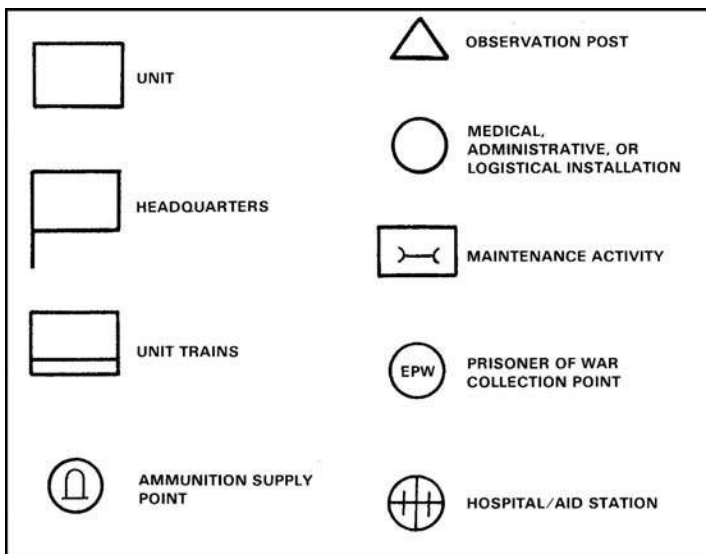 UNIT
HEADQUARTERS
UNIT TRAINS
AMMUNITION SUPPLY
POINT
OBSERVATION POST
MEDICAL,
ADMINISTRATIVE, OR
LOGISTICAL INSTALLATION
MAINTENANCE ACTIVITY
EPW
PRISONER OF WAR
COLLECTION POINT
HOSPITAL/AID STATION